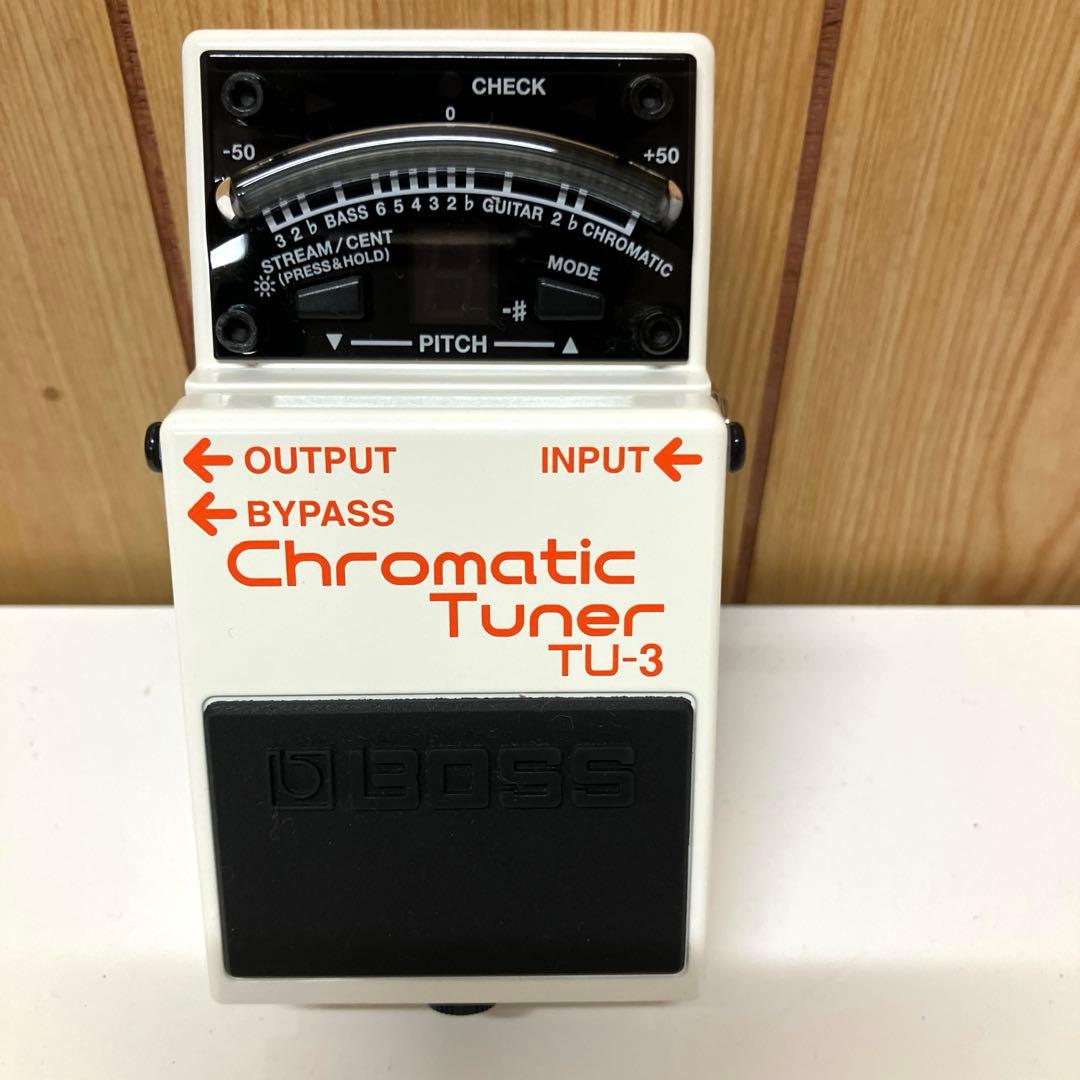 CHECK
0
-50 +50
3 2 ♭ BASS 6 5 4 3 2 ♭ GUITAR 2 ♭ CHROMATIC
STREAM/CENT
(PRESS&HOLD)
MODE
-#
▼ PITCH ▲
← OUTPUT INPUT ←
← BYPASS
Chromatic
Tuner
TU-3
BOSS